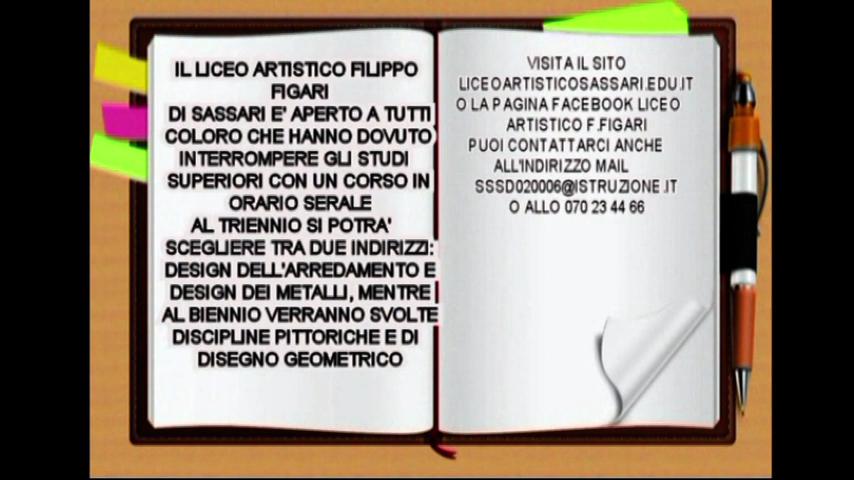 IL LICEO ARTISTICO FILIPPO
FIGARI
DI SASSARI E' APERTO A TUTTI
COLORO CHE HANNO DOVUTO
INTERROMPERE GLI STUDI
SUPERIORI CON UN CORSO IN
ORARIO SERALE
AL TRIENNIO SI POTRA'
SCEGLIERE TRA DUE INDIRIZZI:
DESIGN DELL'ARREDAMENTO E
DESIGN DEI METALLI, MENTRE
AL BIENNIO VERRANNO SVOLTE
DISCIPLINE PITTORICHE E DI
DISEGNO GEOMETRICO
VISITA IL SITO
LICEOARTISTICOSASSARI.EDU.IT
O LA PAGINA FACEBOOK LICEO
ARTISTICO F.FIGARI
PUOI CONTATTARCI ANCHE
ALL'INDIRIZZO MAIL
SSSD020006@ISTRUZIONE.IT
O ALLO 070 23 44 66